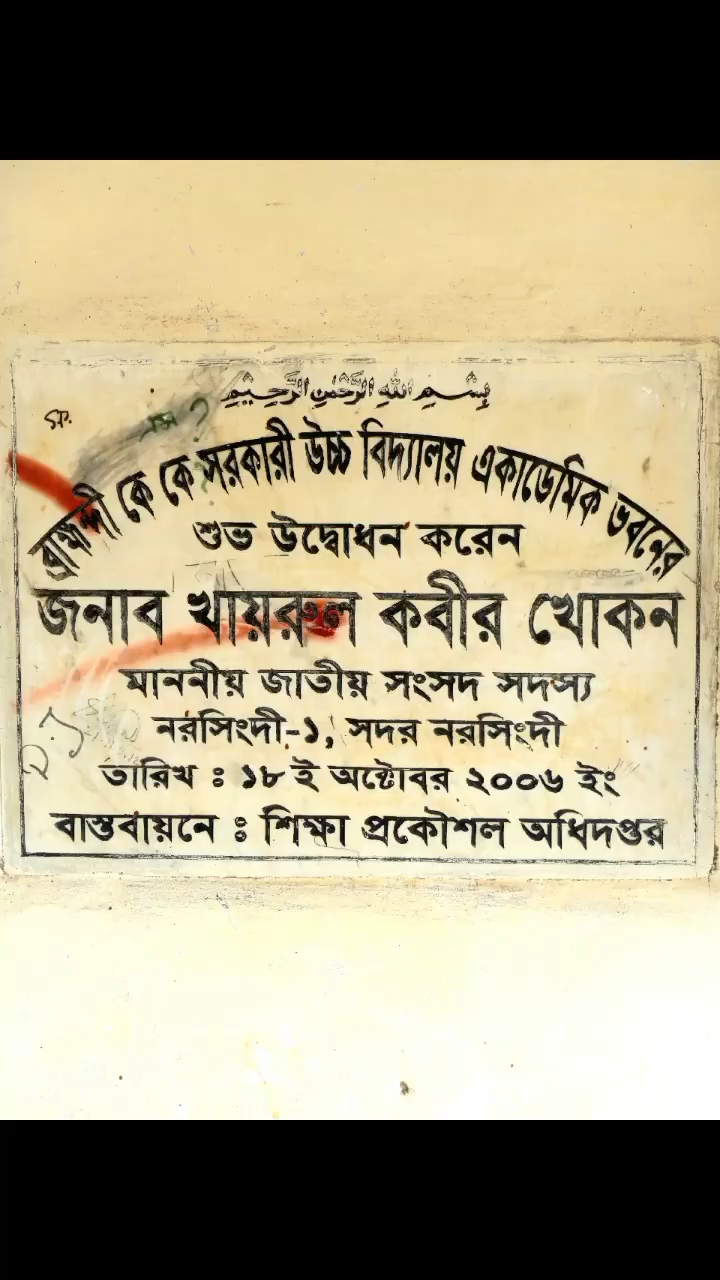 بِسْمِ اللهِ الرَّحْمٰنِ الرَّحِيْمِ
ব্রাহ্মন্দী কে কে সরকারী উচ্চ বিদ্যালয় একাডেমিক ভবনের
শুভ উদ্বোধন করেন
জনাব খায়রুল কবীর খোকন
মাননীয় জাতীয় সংসদ সদস্য
নরসিংদী-১, সদর নরসিংদী
তারিখ : ১৮ ই অক্টোবর ২০০৬ ইং
বাস্তবায়নে : শিক্ষা প্রকৌশল অধিদপ্তর